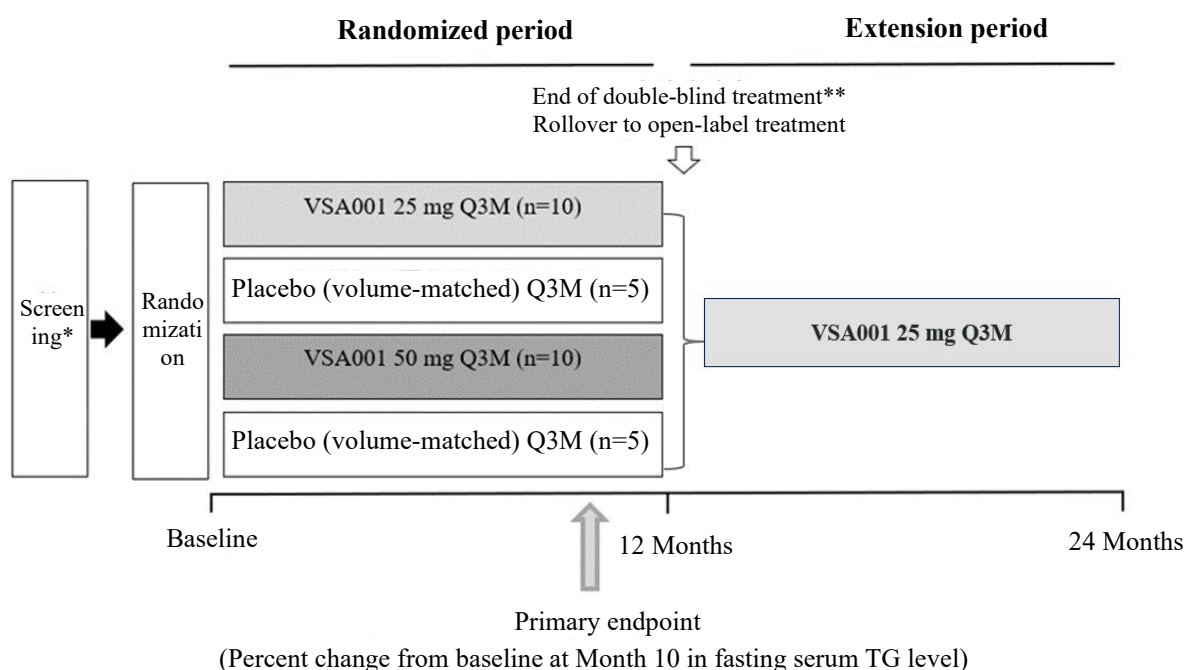 Randomized period
Extension period
End of double-blind treatment**
Rollover to open-label treatment
Screen
ing*
Rando
mizati
on
VSA001 25 mg Q3M (n=10)
Placebo (volume-matched) Q3M (n=5)
VSA001 50 mg Q3M (n=10)
Placebo (volume-matched) Q3M (n=5)
VSA001 25 mg Q3M
Baseline
12 Months
24 Months
Primary endpoint
(Percent change from baseline at Month 10 in fasting serum TG level)